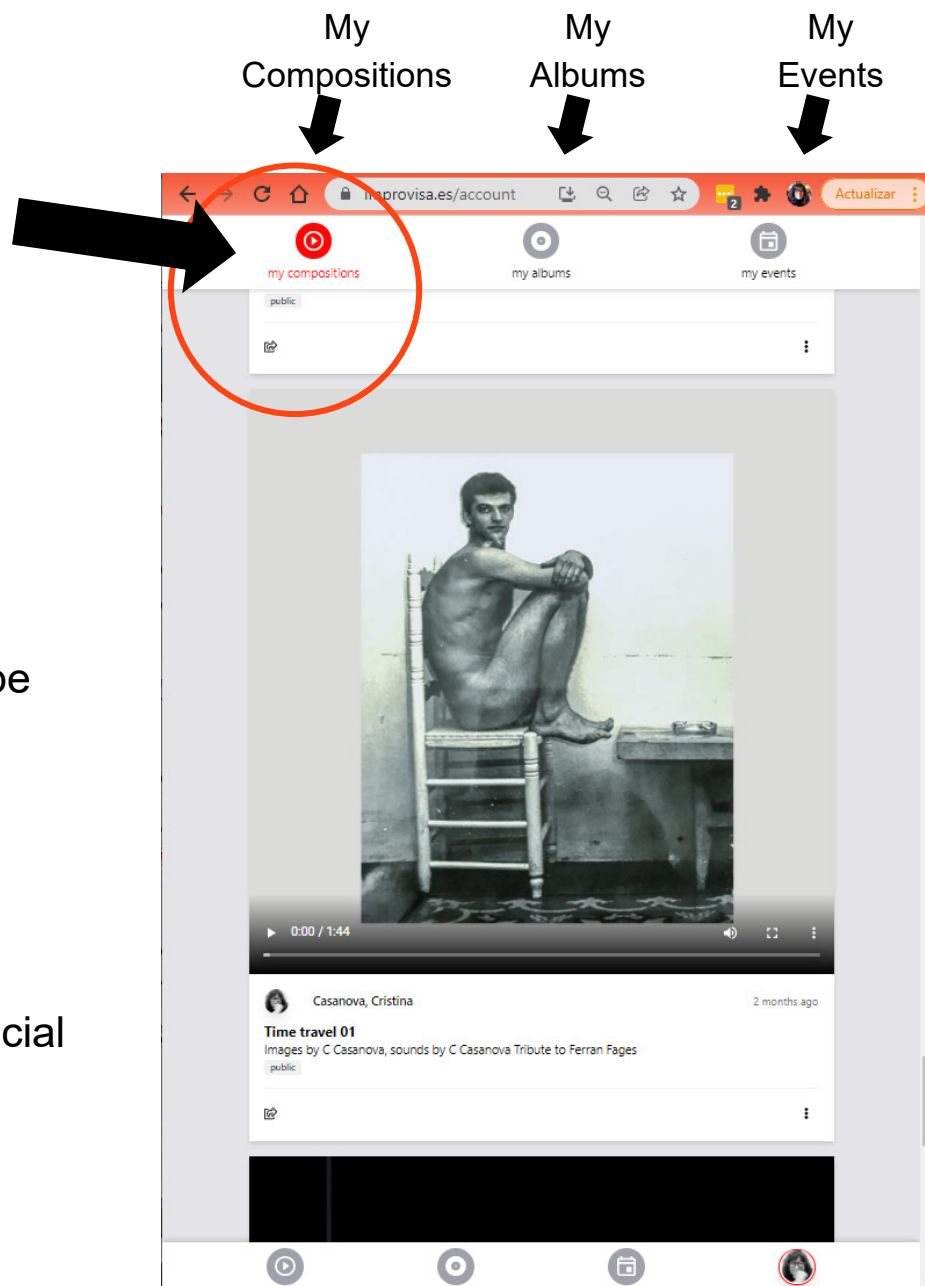 My
Compositions
My
Albums
My
Events
improvisa.es/account
2
Actualizar
my compositions
my albums
my events
public
pe
cial
0:00 / 1:44
Casanova, Cristina
2 months ago
Time travel 01
Images by C Casanova, sounds by C Casanova Tribute to Ferran Fages
public